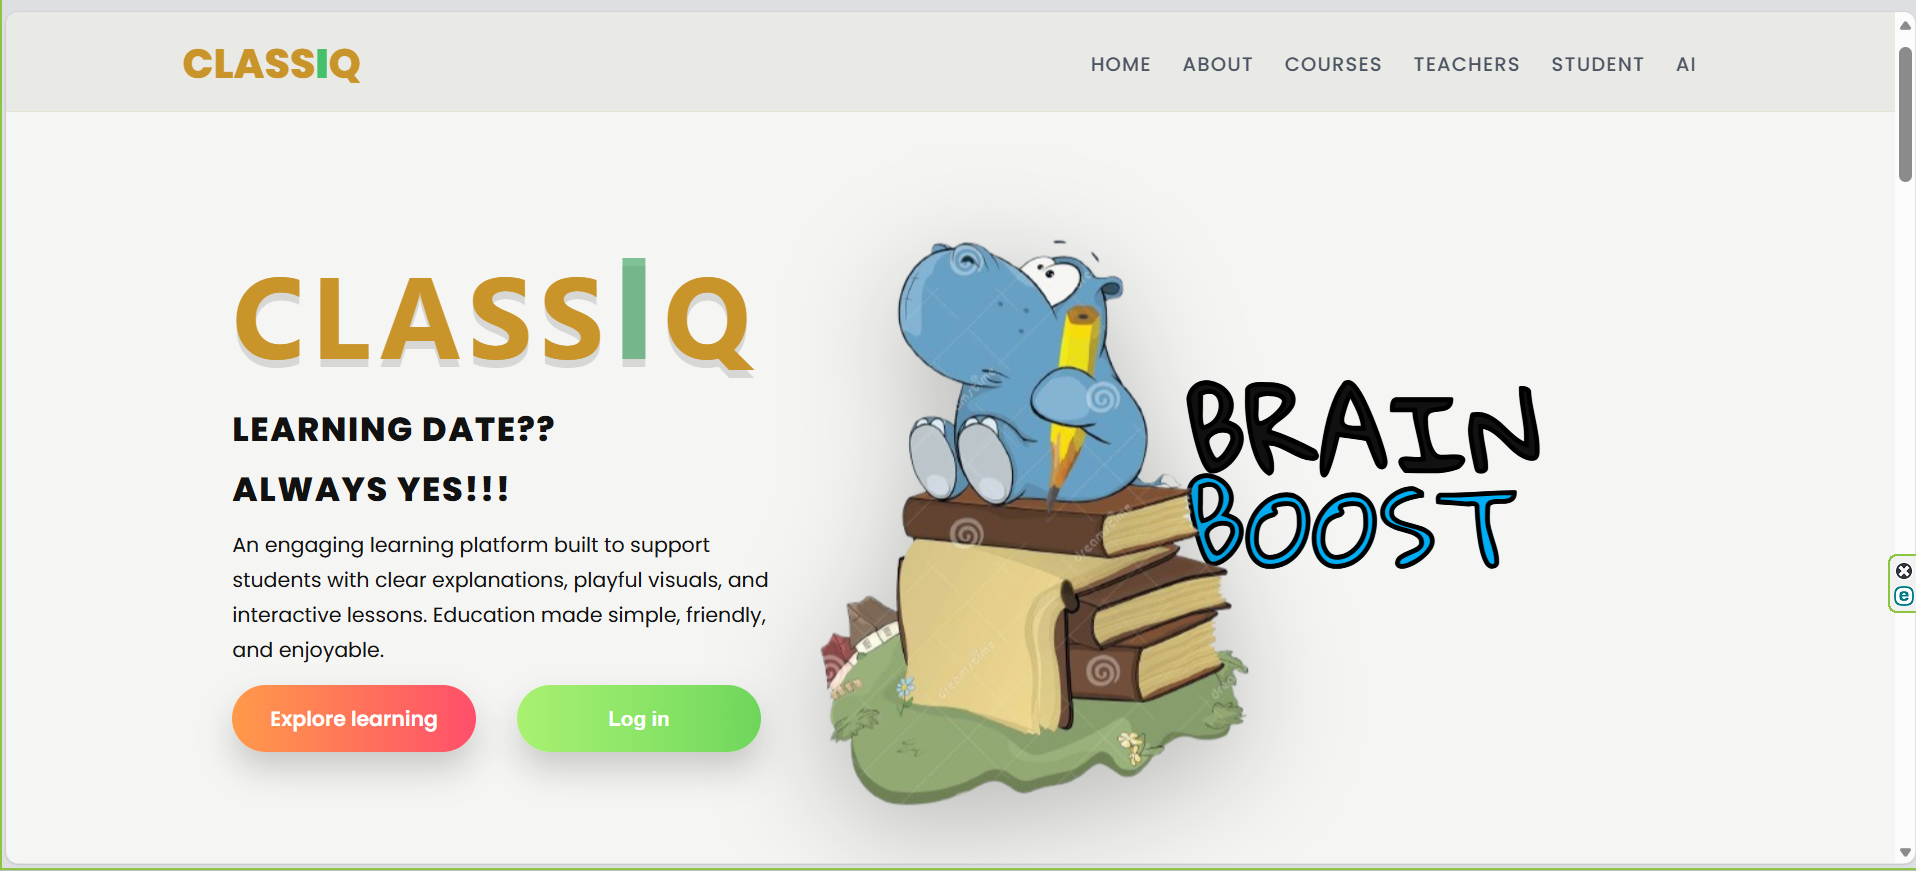 CLASSIQ
HOME ABOUT COURSES TEACHERS STUDENT AI
CLASSIQ
LEARNING DATE??
ALWAYS YES!!!
An engaging learning platform built to support
students with clear explanations, playful visuals, and
interactive lessons. Education made simple, friendly,
and enjoyable.
Explore learning
Log in
BRAIN
BOOST
dreamstime